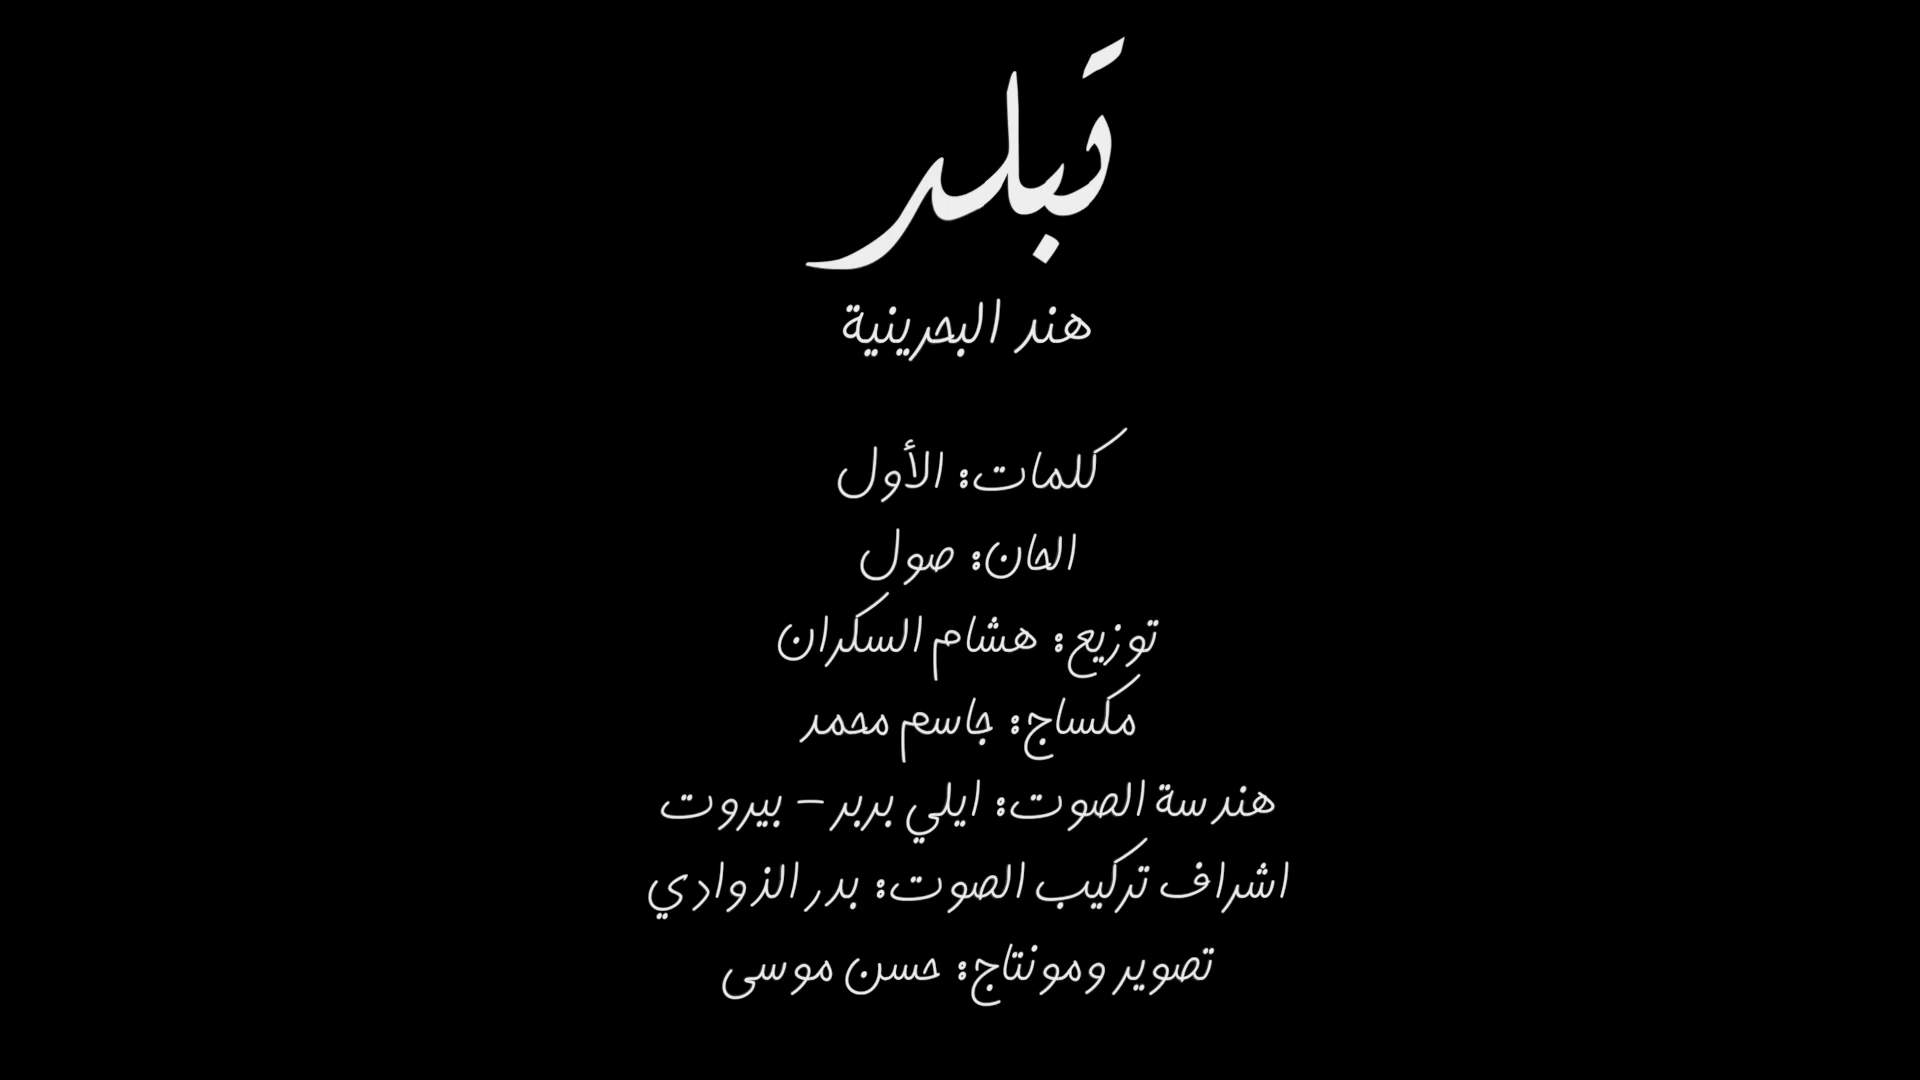 تبلد
هند البحرينية
كلمات: الأول
الحان: صول
توزيع: هشام السكران
مكساج: جاسم محمد
هندسة الصوت: ايلي بربر – بيروت
اشراف تركيب الصوت: بدر الزوادي
تصوير ومونتاج: حسن موسى